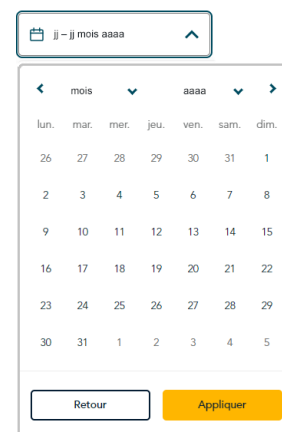 jj – jj mois aaaa
mois aaaa
lun. mar. mer. jeu. ven. sam. dim.
26 27 28 29 30 31 1
2 3 4 5 6 7 8
9 10 11 12 13 14 15
16 17 18 19 20 21 22
23 24 25 26 27 28 29
30 31 1 2 3 4 5
Retour Appliquer